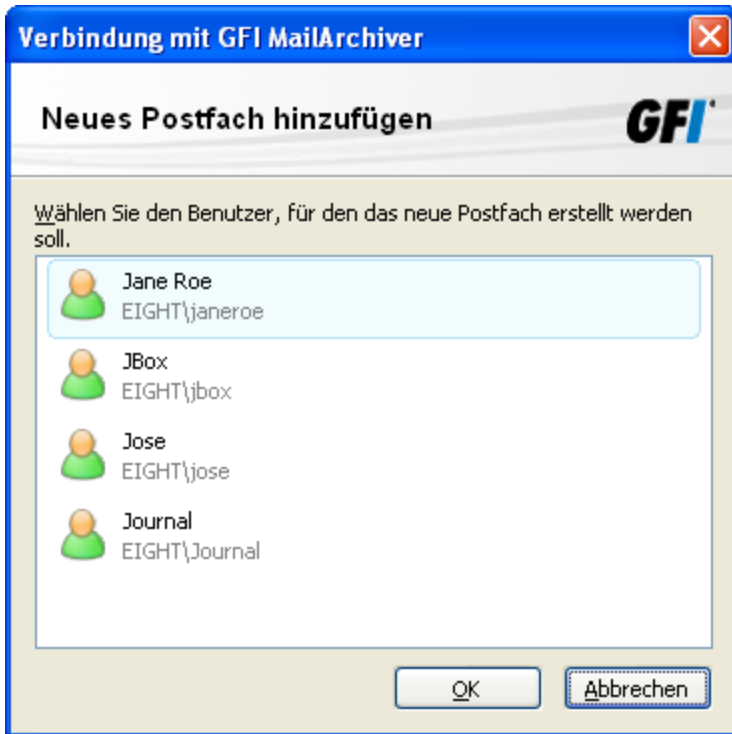 Verbindung mit GFI MailArchiver
Neues Postfach hinzufügen
GFI
Wählen Sie den Benutzer, für den das neue Postfach erstellt werden
soll.
Jane Roe
EIGHT\janeroe
JBox
EIGHT\jbox
Jose
EIGHT\jose
Journal
EIGHT\Journal
OK
Abbrechen